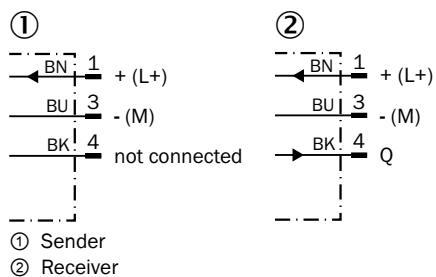 ① ②
BN 1 + (L+) BN 1 + (L+)
BU 3 - (M) BU 3 - (M)
BK 4 not connected BK 4 Q
① Sender
② Receiver